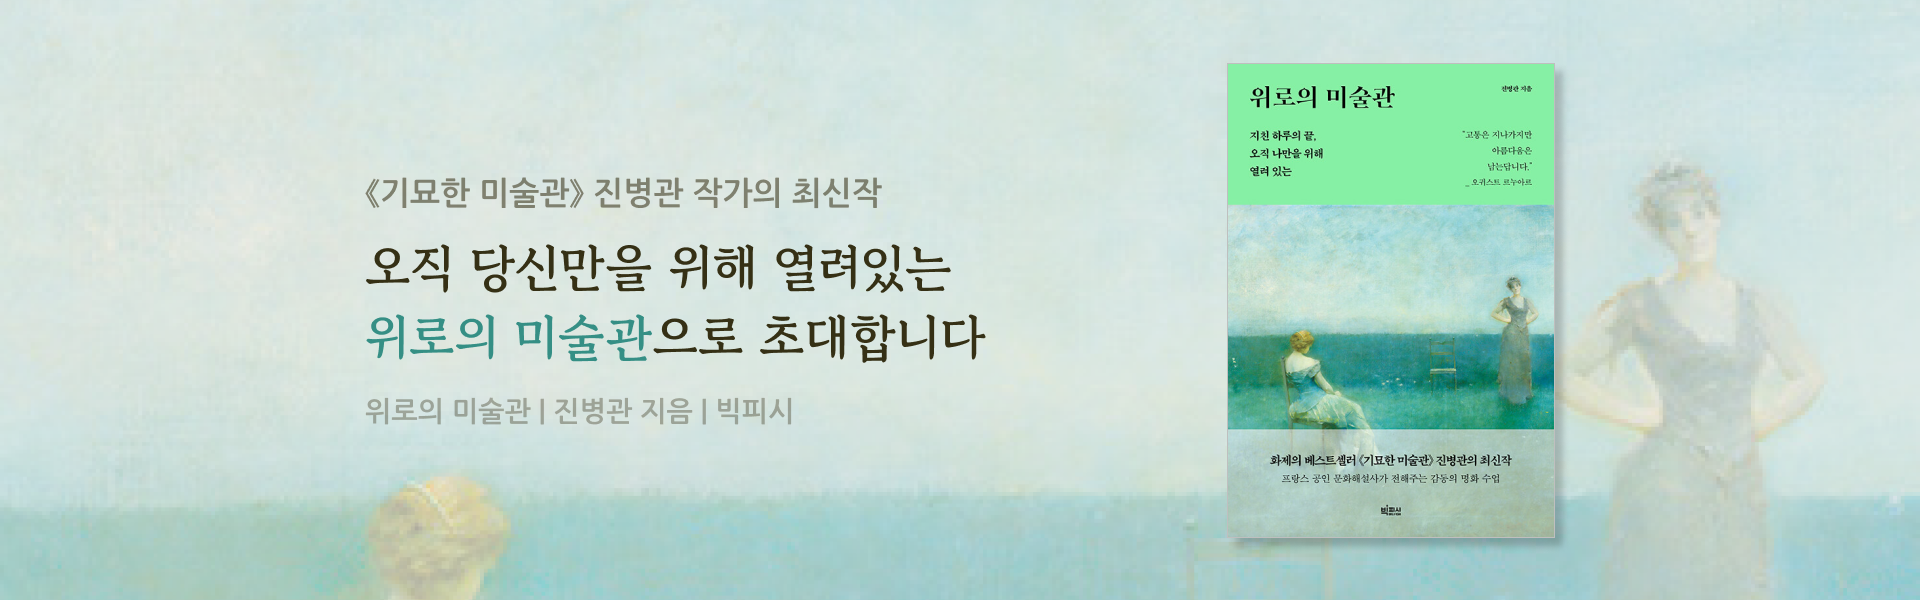 《기묘한 미술관》 진병관 작가의 최신작
오직 당신만을 위해 열려있는
위로의 미술관으로 초대합니다
위로의 미술관 | 진병관 지음 | 빅피시
위로의 미술관
진병관 지음
지친 하루의 끝,
오직 나만을 위해
열려 있는
"고통은 지나가지만
아름다움은
남는답니다."
_ 오귀스트 르누아르
화제의 베스트셀러 《기묘한 미술관》 진병관의 최신작
프랑스 공인 문화해설사가 전해주는 감동의 명화 수업
빅피시